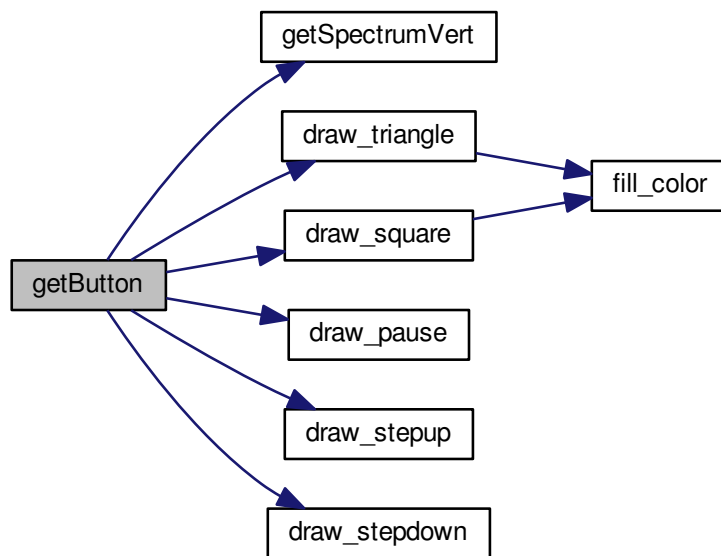 getSpectrumVert
draw_triangle
fill_color
draw_square
getButton
draw_pause
draw_stepup
draw_stepdown